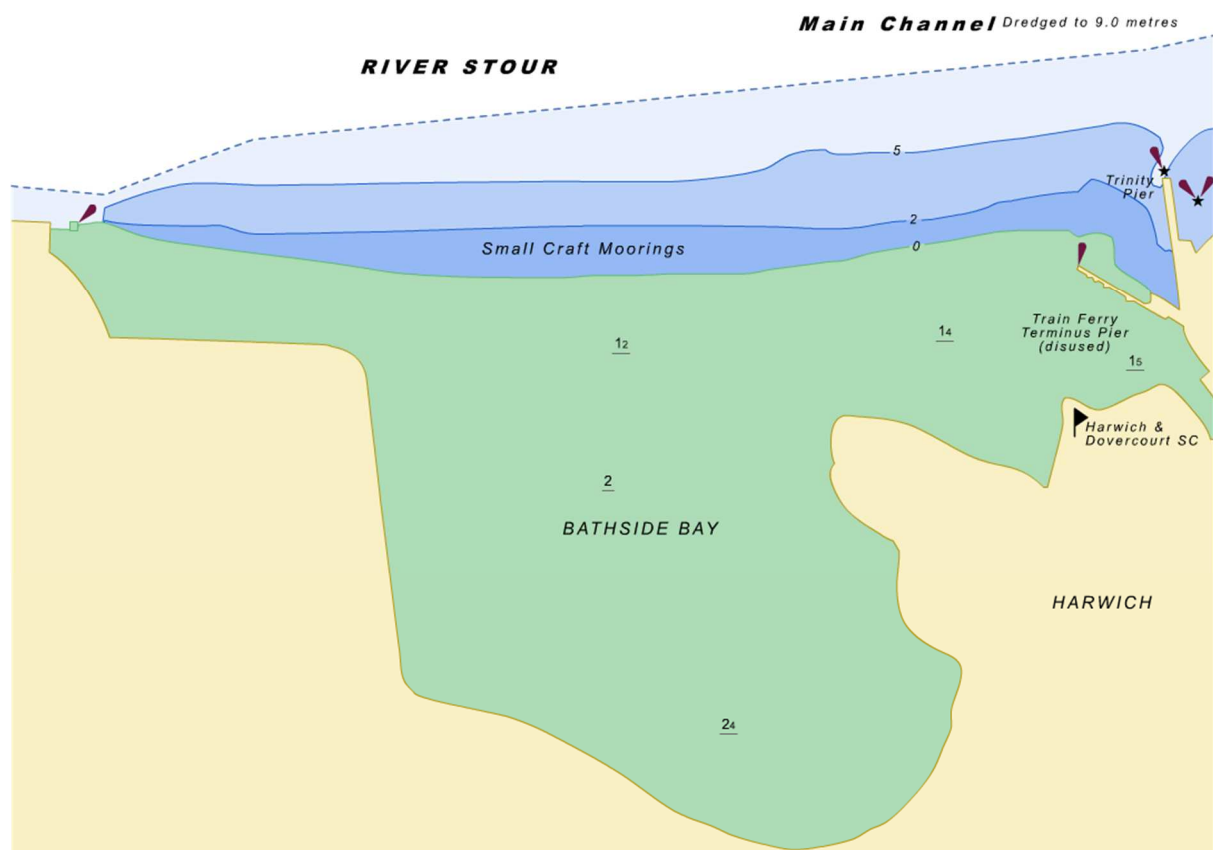 Main Channel Dredged to 9.0 metres
RIVER STOUR
5
Trinity
Pier
2
Small Craft Moorings
0
Train Ferry
Terminus Pier
(disused)
12
14
15
Harwich &
Dovercourt SC
2
BATHSIDE BAY
HARWICH
24